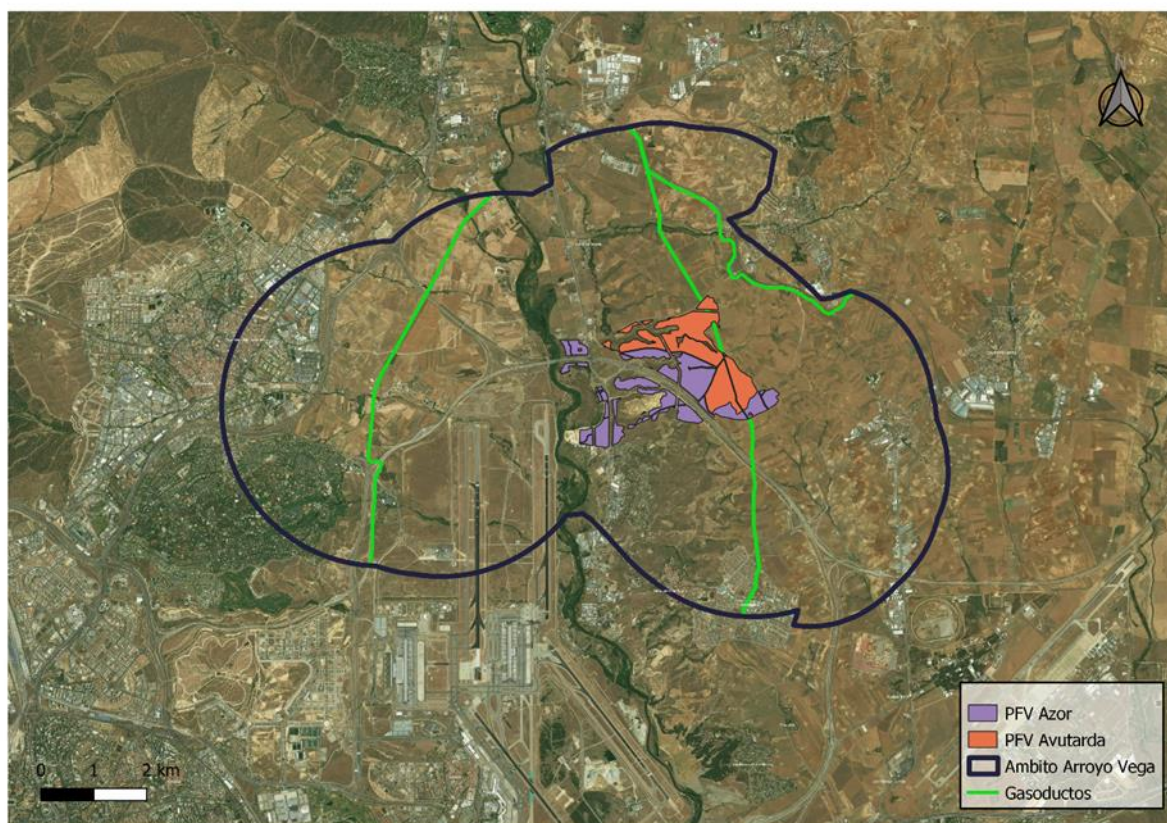 N
PFV Azor
PFV Avutarda
Ambito Arroyo Vega
Gasoductos
0 1 2 km